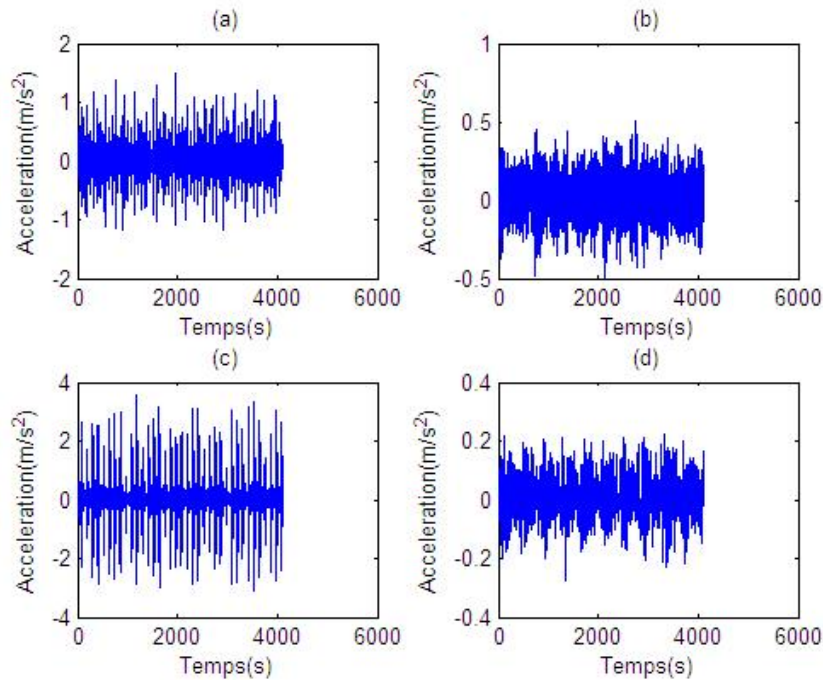 (a)
Acceleration(m/s²)
2
1
0
-1
-2
0 2000 4000 6000
Temps(s)
(b)
Acceleration(m/s²)
1
0.5
0
-0.5
0 2000 4000 6000
Temps(s)
(c)
Acceleration(m/s²)
4
2
0
-2
-4
0 2000 4000 6000
Temps(s)
(d)
Acceleration(m/s²)
0.4
0.2
0
-0.2
-0.4
0 2000 4000 6000
Temps(s)